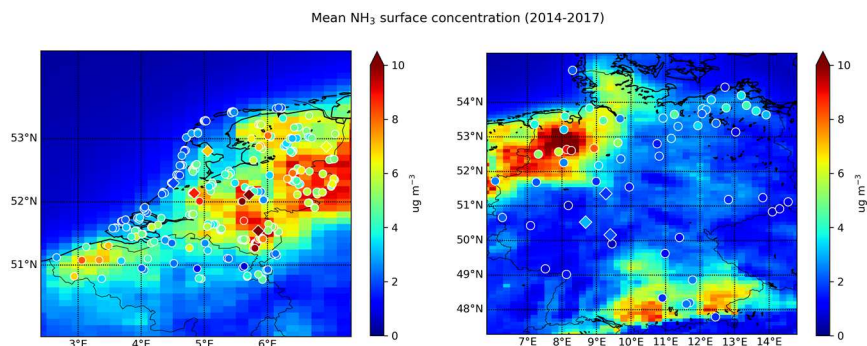 Mean NH₃ surface concentration (2014-2017)
53°N
52°N
51°N
3°E
4°E
5°E
6°E
10
8
6
4
2
0
ug m⁻³
54°N
53°N
52°N
51°N
50°N
49°N
48°N
7°E
8°E
9°E
10°E
11°E
12°E
13°E
14°E
10
8
6
4
2
0
ug m⁻³